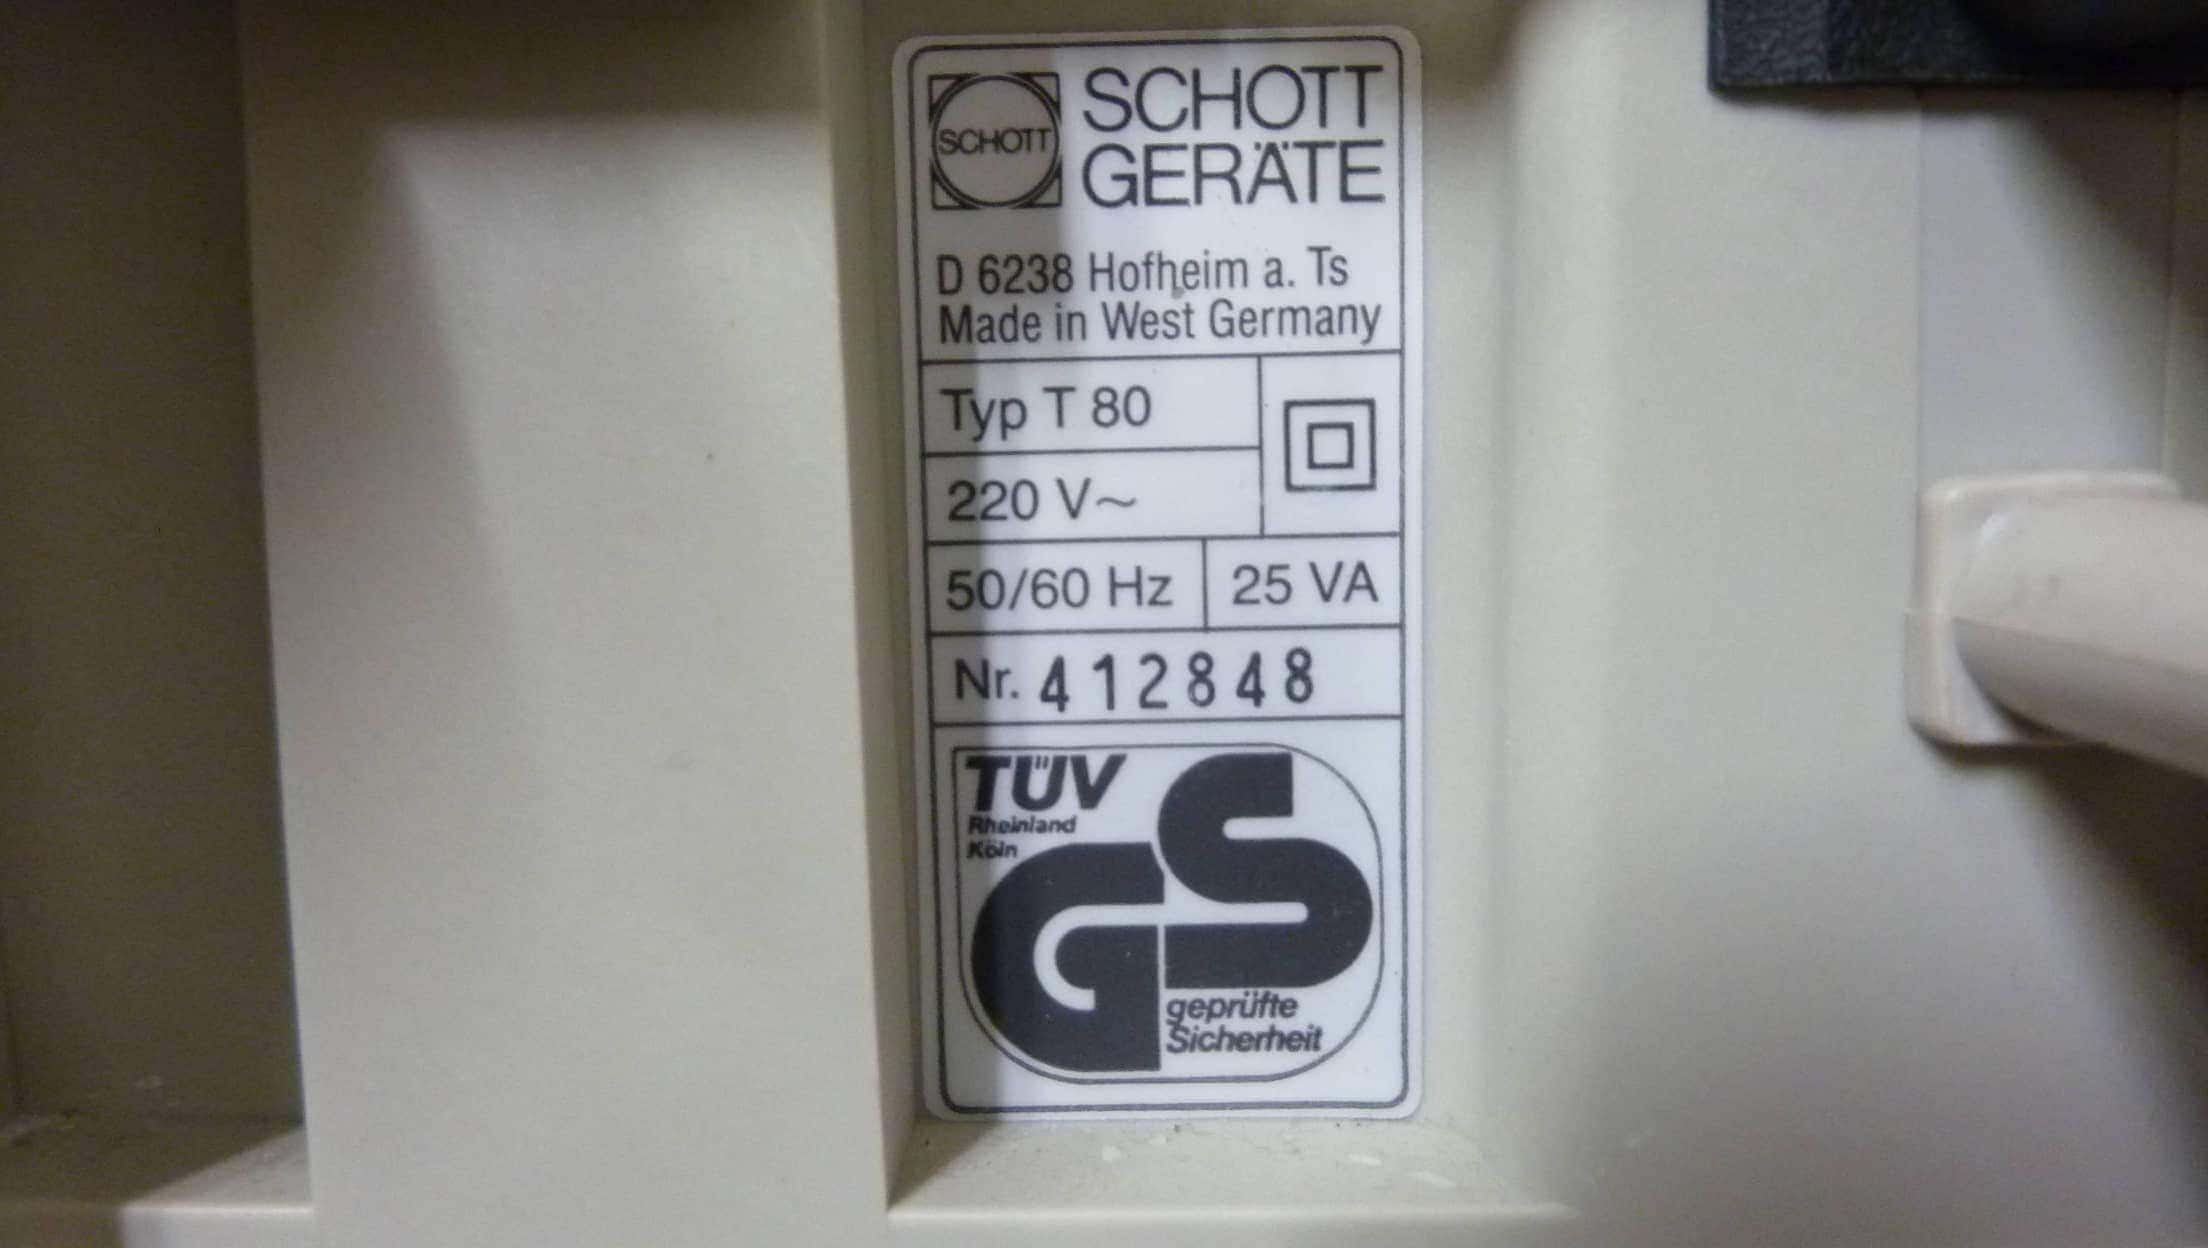 SCHOTT
SCHOTT
GERÄTE
D 6238 Hofheim a. Ts
Made in West Germany
Typ T 80
220 V~
50/60 Hz
25 VA
Nr. 412848
TÜV
Rheinland
Köln
GS
geprüfte
Sicherheit